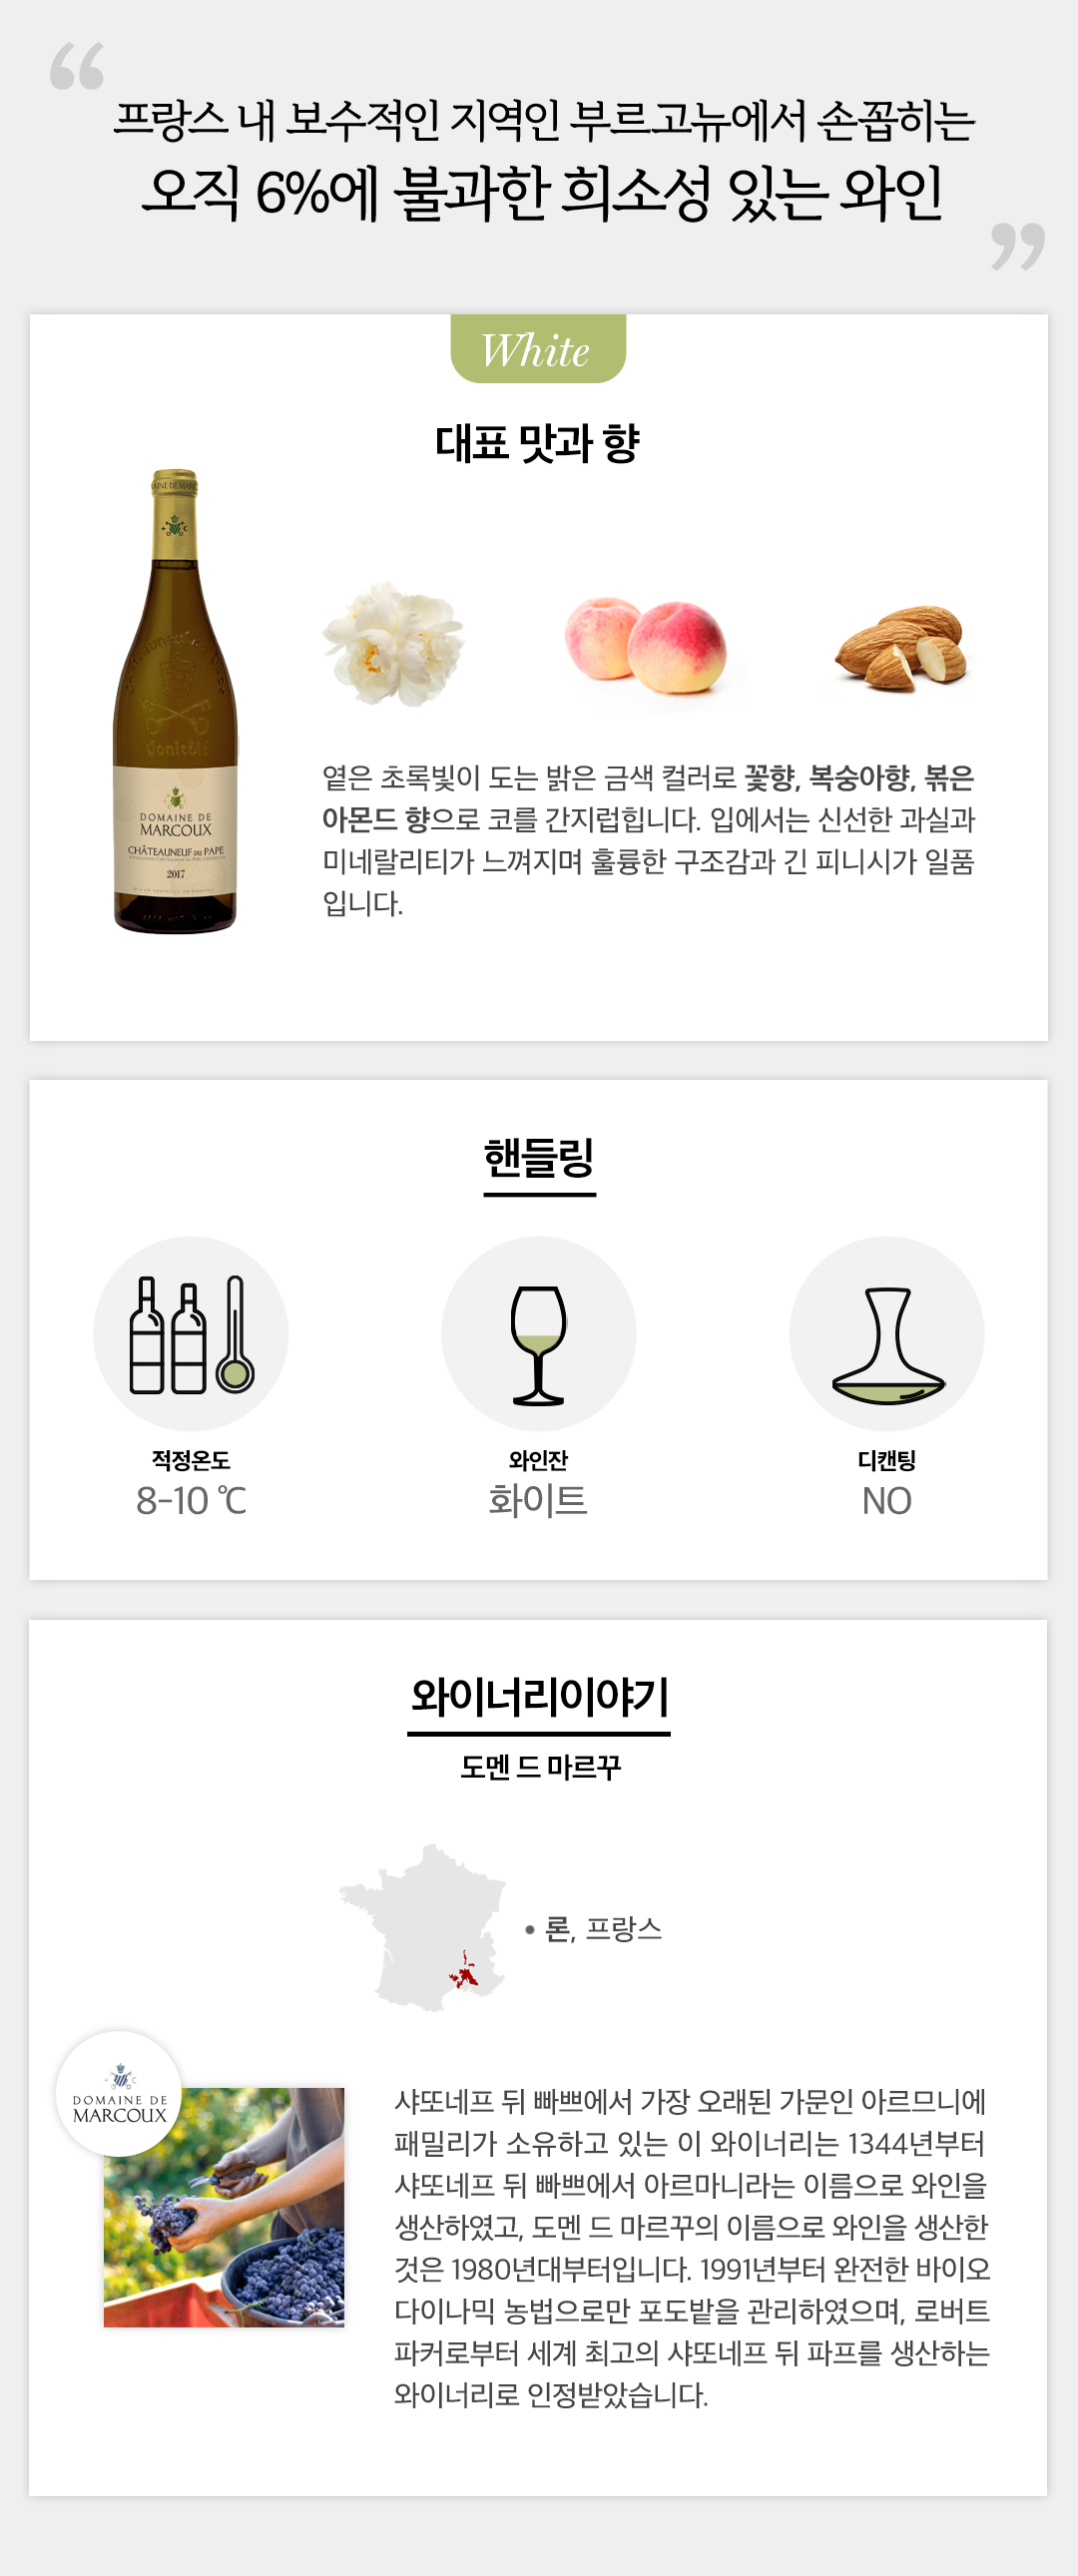 프랑스 내 보수적인 지역인 부르고뉴에서 손꼽히는
오직 6%에 불과한 희소성 있는 와인
White
대표 맛과 향
DOMAINE DE
MARCOUX
CHÂTEAUNEUF DU PAPE
2017
옅은 초록빛이 도는 밝은 금색 컬러로 꽃향, 복숭아향, 볶은
아몬드 향으로 코를 간지럽힙니다. 입에서는 신선한 과실과
미네랄리티가 느껴지며 훌륭한 구조감과 긴 피니시가 일품
입니다.
핸들링
적정온도
8-10 ℃
와인잔
화이트
디캔팅
NO
와이너리이야기
도멘 드 마르꾸
론, 프랑스
DOMAINE DE
MARCOUX
샤또네프 뒤 빠쁘에서 가장 오래된 가문인 아르므니에
패밀리가 소유하고 있는 이 와이너리는 1344년부터
샤또네프 뒤 빠쁘에서 아르마니라는 이름으로 와인을
생산하였고, 도멘 드 마르꾸의 이름으로 와인을 생산한
것은 1980년대부터입니다. 1991년부터 완전한 바이오
다이나믹 농법으로만 포도밭을 관리하였으며, 로버트
파커로부터 세계 최고의 샤또네프 뒤 파프를 생산하는
와이너리로 인정받았습니다.